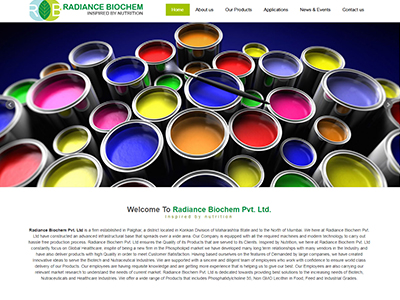 RADIANCE BIOCHEM
INSPIRED BY NUTRITION
Home About us Our Products Applications News & Events Contact us
Welcome To Radiance Biochem Pvt. Ltd.
inspired by nutrition
Radiance Biochem Pvt. Ltd is a firm established in Palghar, a district located in Konkan Division of Maharashtra State and to the North of Mumbai. We here at Radiance Biochem Pvt.
Ltd have constructed an advanced infrastructural base that spreads over a wide area. Our Company is equipped with all the required machines and modern technology, to carry out
hassle free production process. Radiance Biochem Pvt. Ltd ensures the Quality of its Products that are served to its Clients. Inspired by Nutrition, we here at Radiance Biochem Pvt. Ltd
constantly focus on Global Healthcare. Inspite of being a new firm in the Phospholipid market we have developed many long term relationships with many vendors in the industry, and
have also deliver products with high Quality in order to meet Customer Satisfaction. Having based ourselves on the features of Demanded by large companies, we have created
innovative ideas to serve the Biotech and Nutraceutical Industries. We are supported with a sincere and diligent team of employees who work with confidence to ensure world class
delivery of our Products. Our employees are having requisite knowledge and are getting more experience that is helping us to give our best. Our Employees are also carrying out
relevant market research to understand the needs of current market. Radiance Biochem Pvt. Ltd is dedicated towards providing best solutions to the increasing needs of Biotech,
Nutraceuticals and Healthcare Industries. We offer a wide range of Products that includes Phosphatidylcholine 50, Non GMO Lecithin of Food, Feed and Industrial Grades.